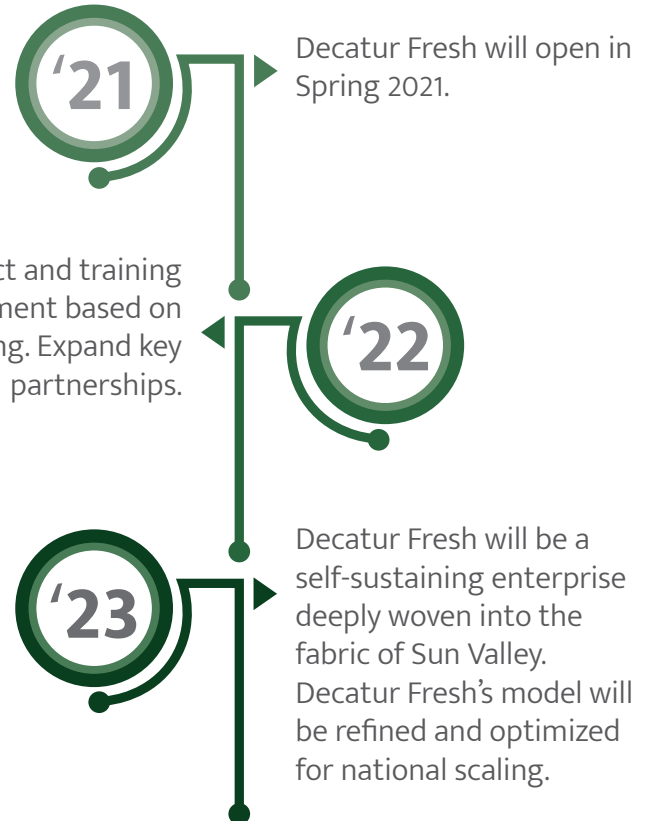 ‘21
Decatur Fresh will open in
Spring 2021.
and training
based on
Expand key
partnerships.
‘22
‘23
Decatur Fresh will be a
self-sustaining enterprise
deeply woven into the
fabric of Sun Valley.
Decatur Fresh’s model will
be refined and optimized
for national scaling.